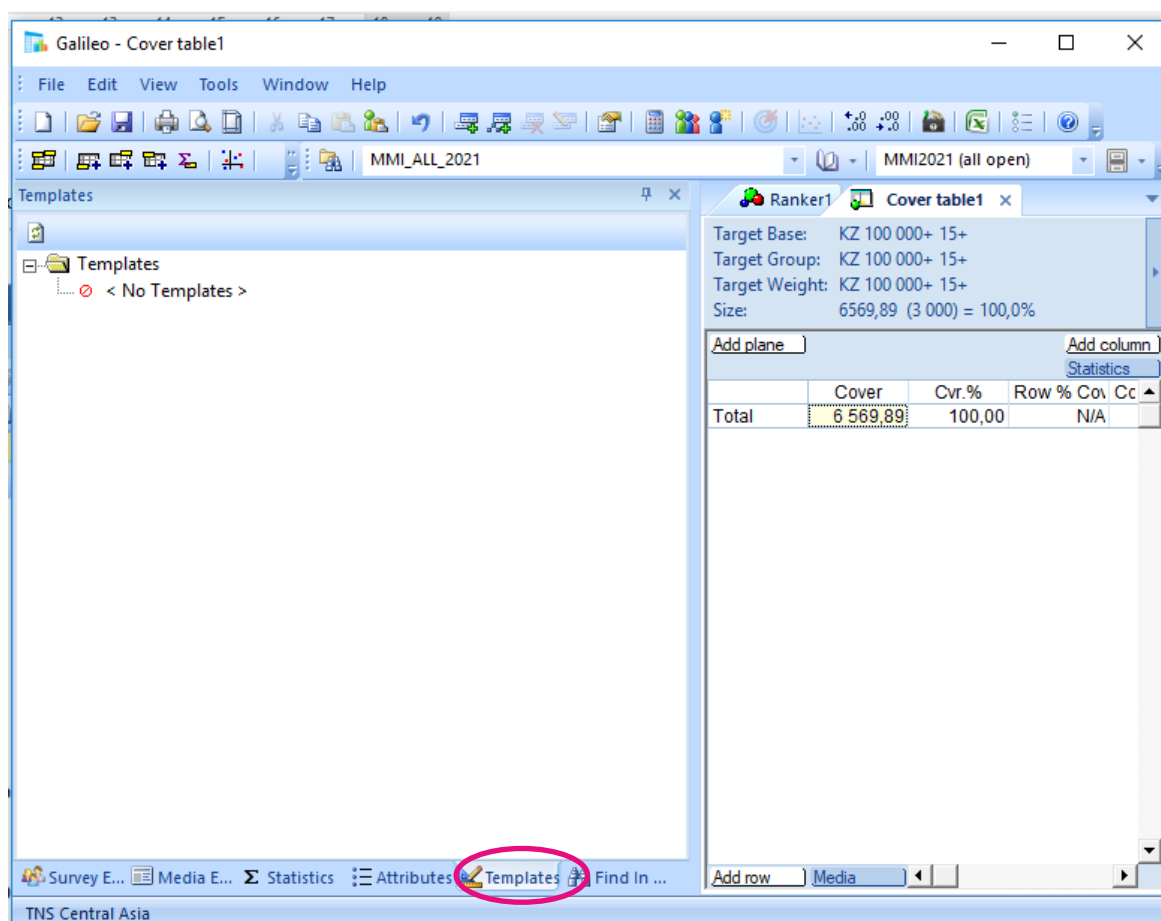 Galileo - Cover table1
File Edit View Tools Window Help
MMI_ALL_2021 MMI2021 (all open)
Templates
Ranker1 Cover table1
Target Base: KZ 100 000+ 15+
Target Group: KZ 100 000+ 15+
Target Weight: KZ 100 000+ 15+
Size: 6569,89 (3 000) = 100,0%
Templates
< No Templates >
Add plane Add column
Statistics
Cover Cvr.% Row % Cov Cc
Total 6 569,89 100,00 N/A
Survey E... Media E... Σ Statistics Attributes Templates Find In ...
Add row Media
TNS Central Asia